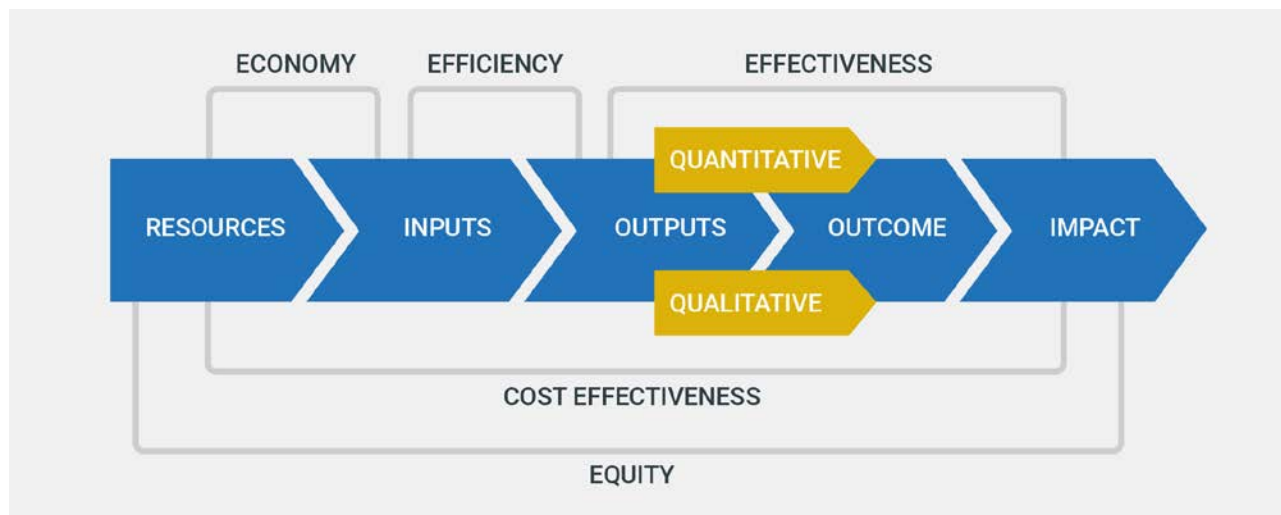 ECONOMY EFFICIENCY EFFECTIVENESS
QUANTITATIVE
RESOURCES INPUTS OUTPUTS OUTCOME IMPACT
QUALITATIVE
COST EFFECTIVENESS
EQUITY